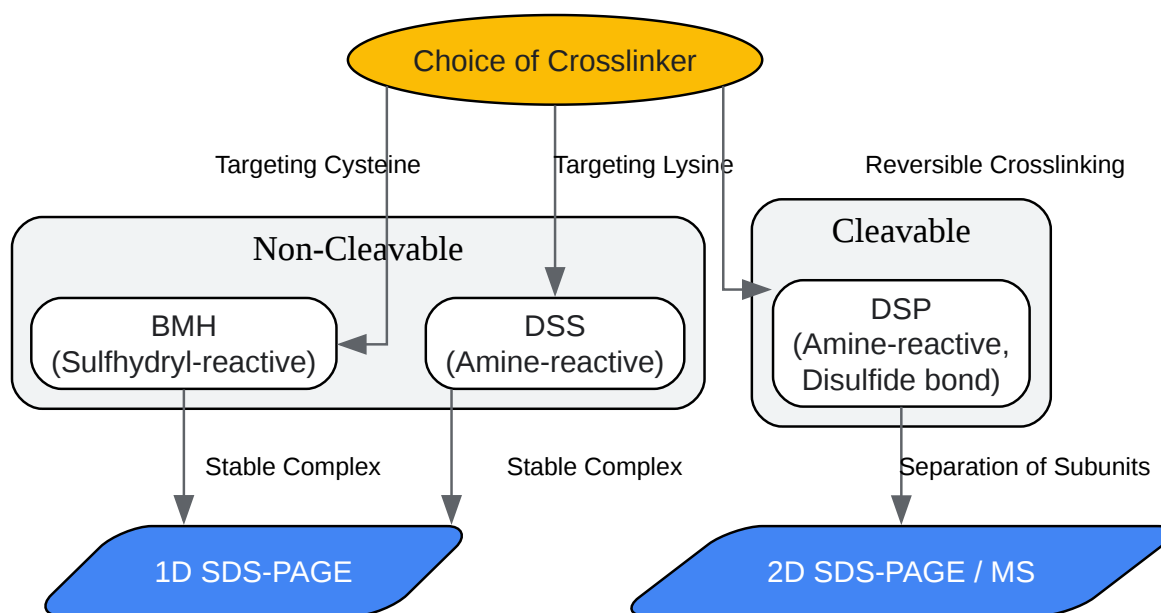 Choice of Crosslinker
Targeting Cysteine
Targeting Lysine
Reversible Crosslinking
Non-Cleavable
Cleavable
BMH
(Sulfhydryl-reactive)
DSS
(Amine-reactive)
DSP
(Amine-reactive,
Disulfide bond)
Stable Complex
Stable Complex
Separation of Subunits
1D SDS-PAGE
2D SDS-PAGE / MS